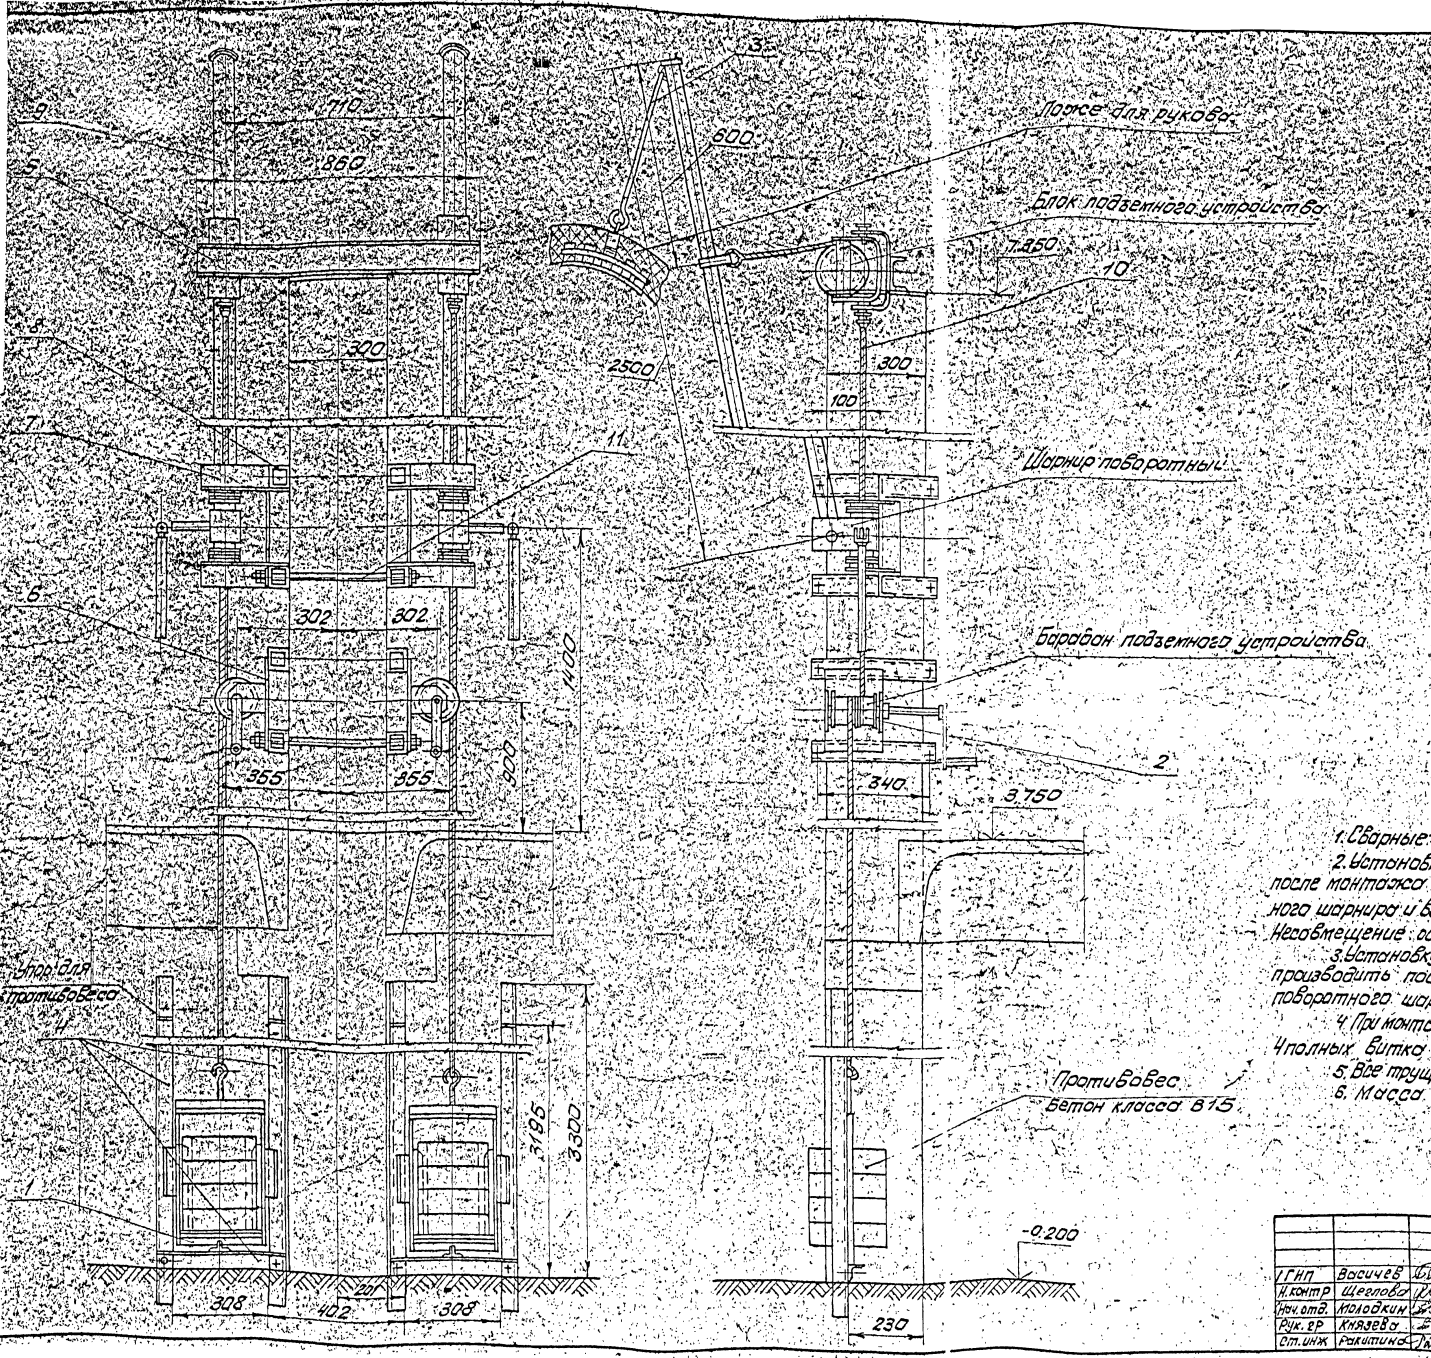 9
710
860
5
8
300
7
11
6
302
302
1400
900
355
355
Упор для
противовеса
4
3195
3300
1
308
402
201
308
3
600
2500
Ложе для рукава
Блок подъемного устройства
7.850
10
300
100
Шарнир поворотный
Барабан подъемного устройства
2
340
3.750
Противовес
Бетон класса В15
-0.200
230
1. Сварные
2. Установ
после монтажа
ного шарнира и в
Несовмещение о
3. Установк
производить пос
поворотного шар
4. При монта
4 полных витка
5. Все трущ
6. Масса
ГИП Васичев
Н.контр Щеглова
Нач.отд. Молодкин
Рук.гр Князева
Ст.инж Ракитина